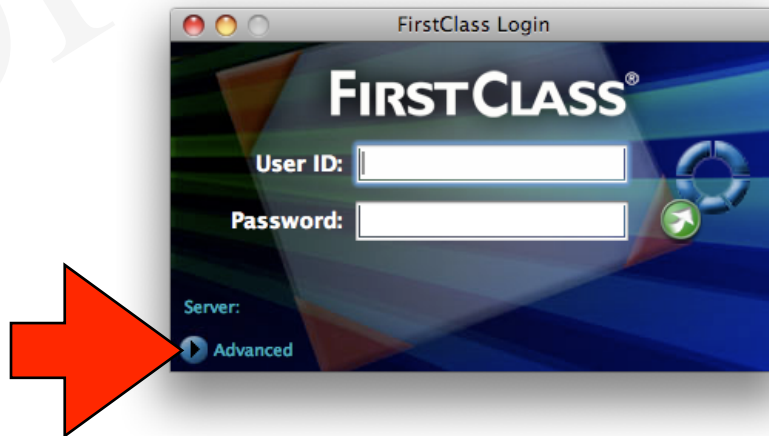 FirstClass Login
FIRSTCLASS®
User ID:
Password:
Server:
Advanced